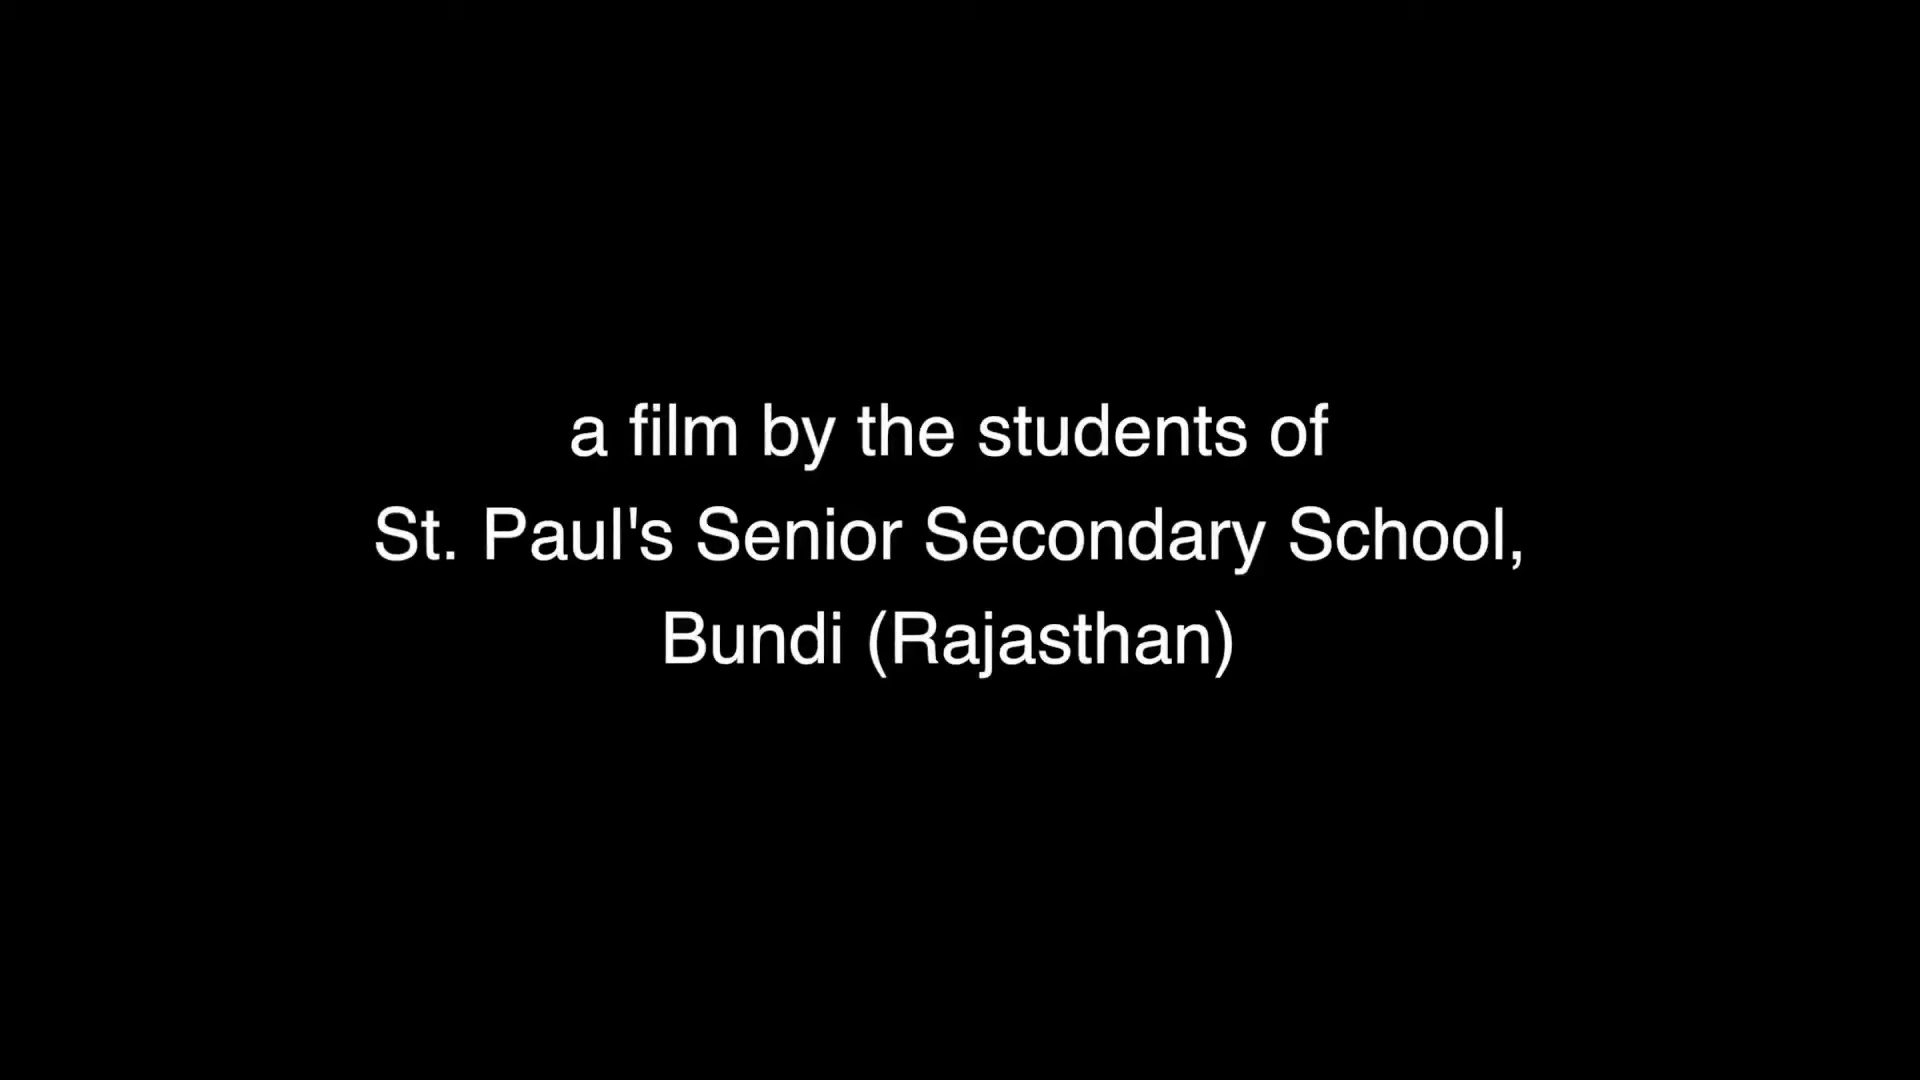 a film by the students of
St. Paul's Senior Secondary School,
Bundi (Rajasthan)